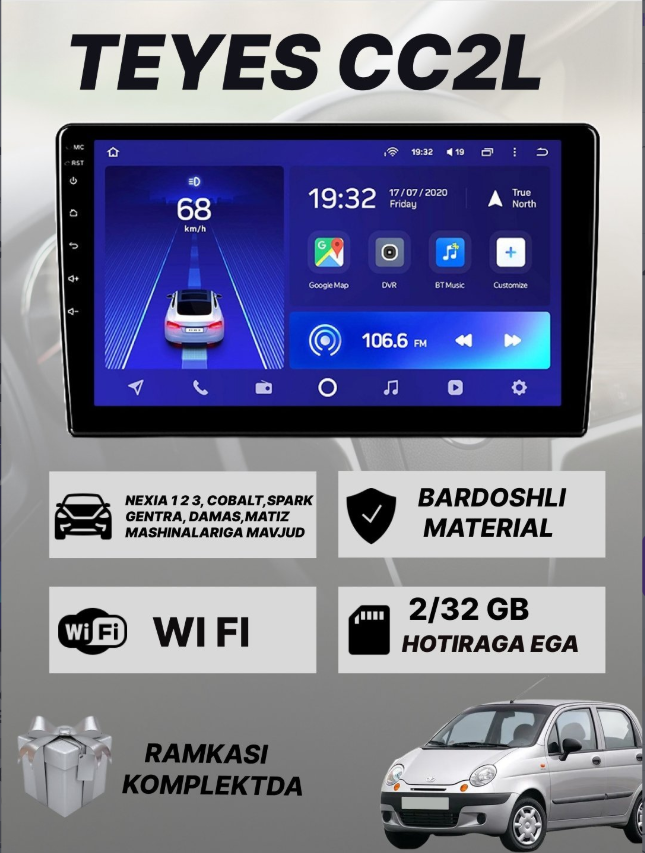 TEYES CC2L
MIC
RST
19:32
19
68
km/h
19:32
17/07/2020
Friday
True
North
Google Map
DVR
BT Music
Customize
106.6 FM
NEXIA 1 2 3, COBALT,SPARK
GENTRA, DAMAS,MATIZ
MASHINALARIGA MAVJUD
BARDOSHLI
MATERIAL
Wi Fi
WI FI
2/32 GB
HOTIRAGA EGA
RAMKASI
KOMPLEKTDA